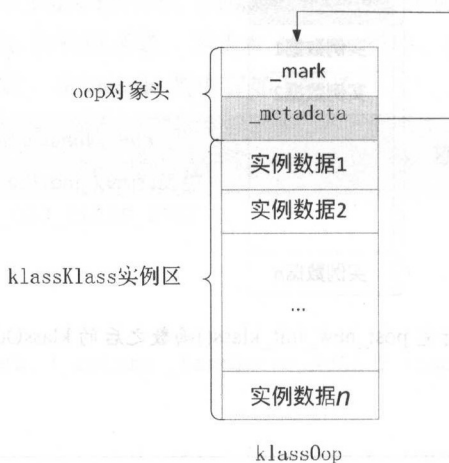 _mark
oop对象头
_metadata
实例数据1
实例数据2
klassKlass实例区
...
实例数据n
klassOop